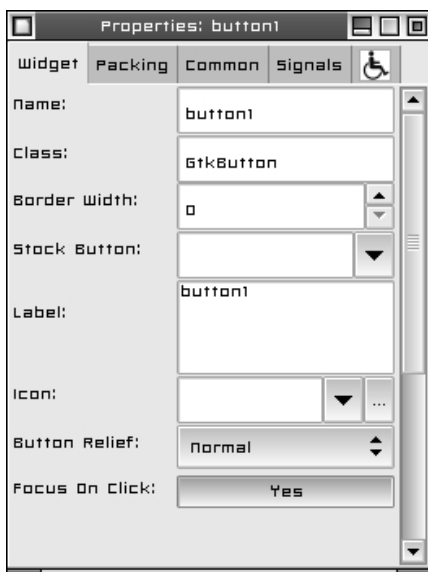 Properties: button1
Widget Packing Common Signals
Name: button1
Class: GtkButton
Border Width: 0
Stock Button:
Label: button1
Icon: ...
Button Relief: Normal
Focus On Click: Yes